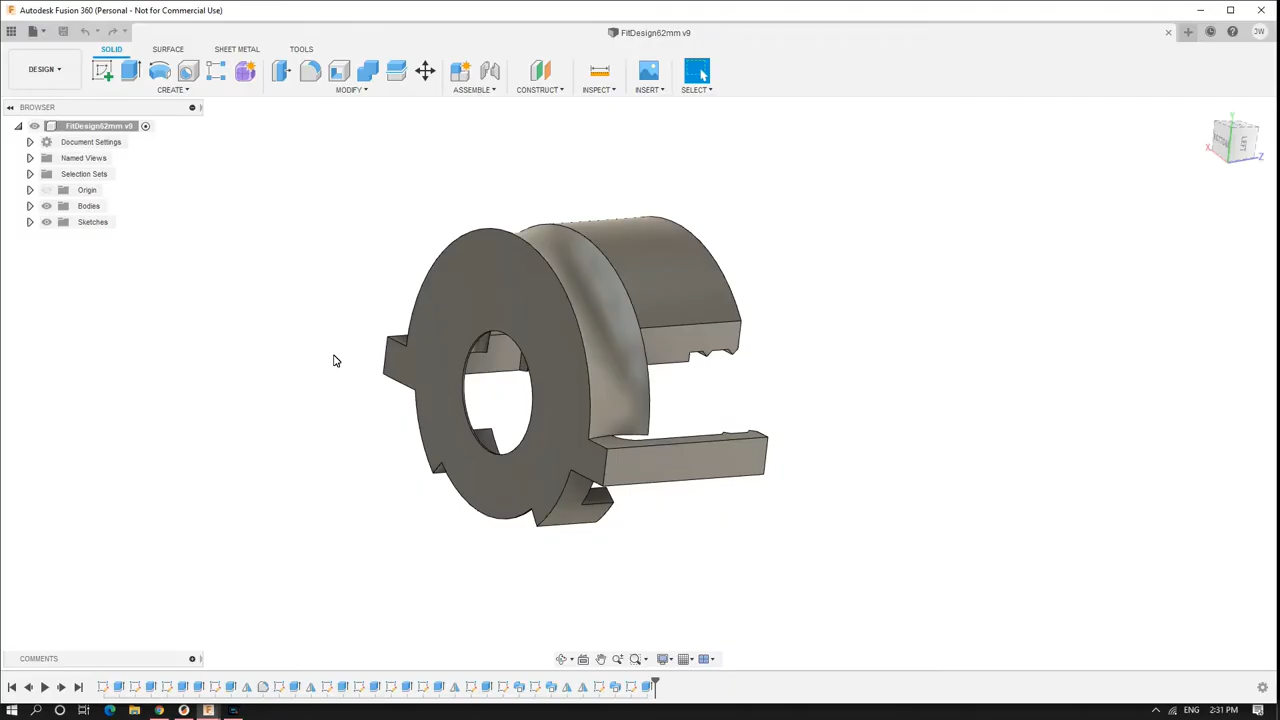 Autodesk Fusion 360 (Personal - Not for Commercial Use)
FitDesign62mm v9
JW
SOLID SURFACE SHEET METAL TOOLS
DESIGN
CREATE MODIFY ASSEMBLE CONSTRUCT INSPECT INSERT SELECT
BROWSER
FitDesign62mm v9
Document Settings
Named Views
Selection Sets
Origin
Bodies
Sketches
Y
X
Z
LEFT
COMMENTS
ENG 2:31 PM